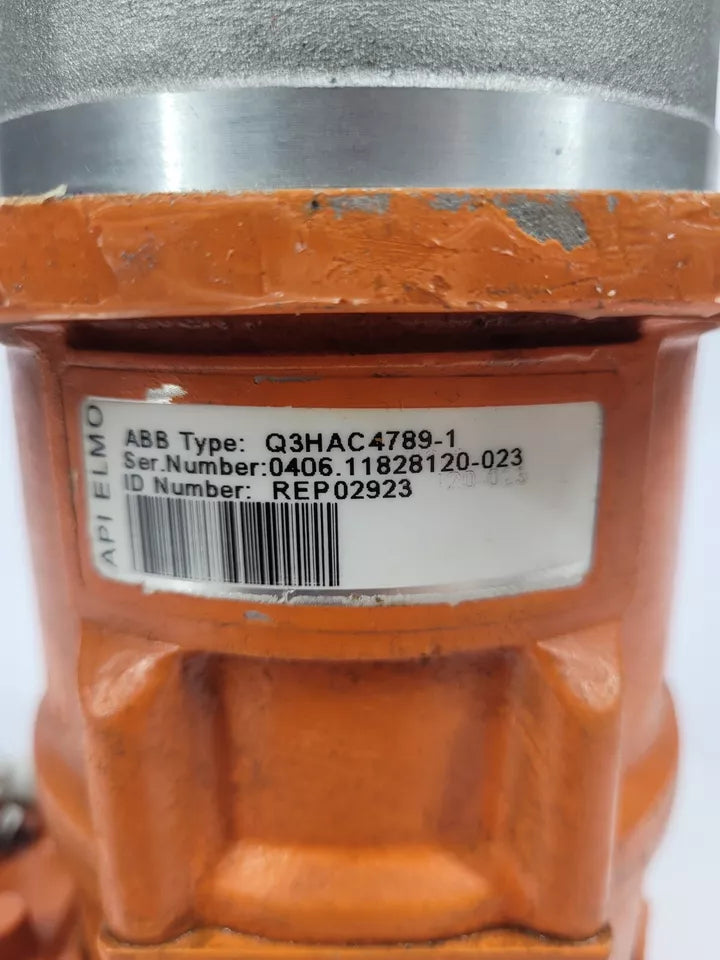 API ELMO
ABB Type: Q3HAC4789-1
Ser.Number:0406.11828120-023
ID Number: REP02923